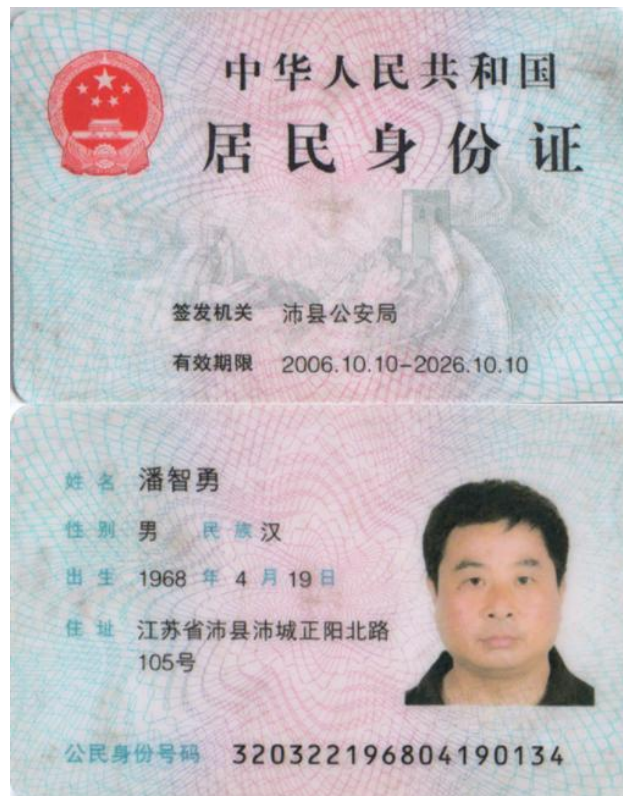 中华人民共和国
居民身份证
签发机关 沛县公安局
有效期限 2006.10.10-2026.10.10
姓名 潘智勇
性别 男 民族 汉
出生 1968 年 4 月 19 日
住址 江苏省沛县沛城正阳北路
105号
公民身份号码 320322196804190134